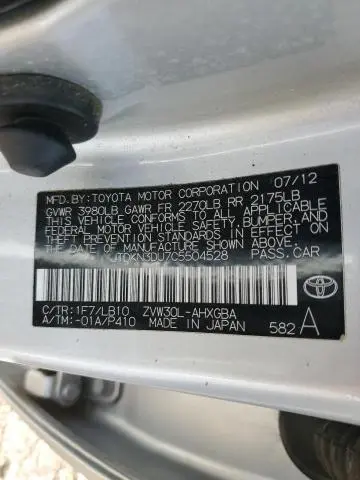 MFD.BY:TOYOTA MOTOR CORPORATION 07/12
GVWR 3980LB GAWR FR 2270LB RR 2175LB
THIS VEHICLE CONFORMS TO ALL APPLICABLE
FEDERAL MOTOR VEHICLE SAFETY, BUMPER, AND
THEFT PREVENTION STANDARDS IN EFFECT ON
THE DATE OF MANUFACTURE SHOWN ABOVE.
JTDKN3DU7C5504528 PASS.CAR
C/TR:1F7/LB10 ZVW30L-AHXGBA
A/TM:-01A/P410 MADE IN JAPAN 582 A
TOYOTA